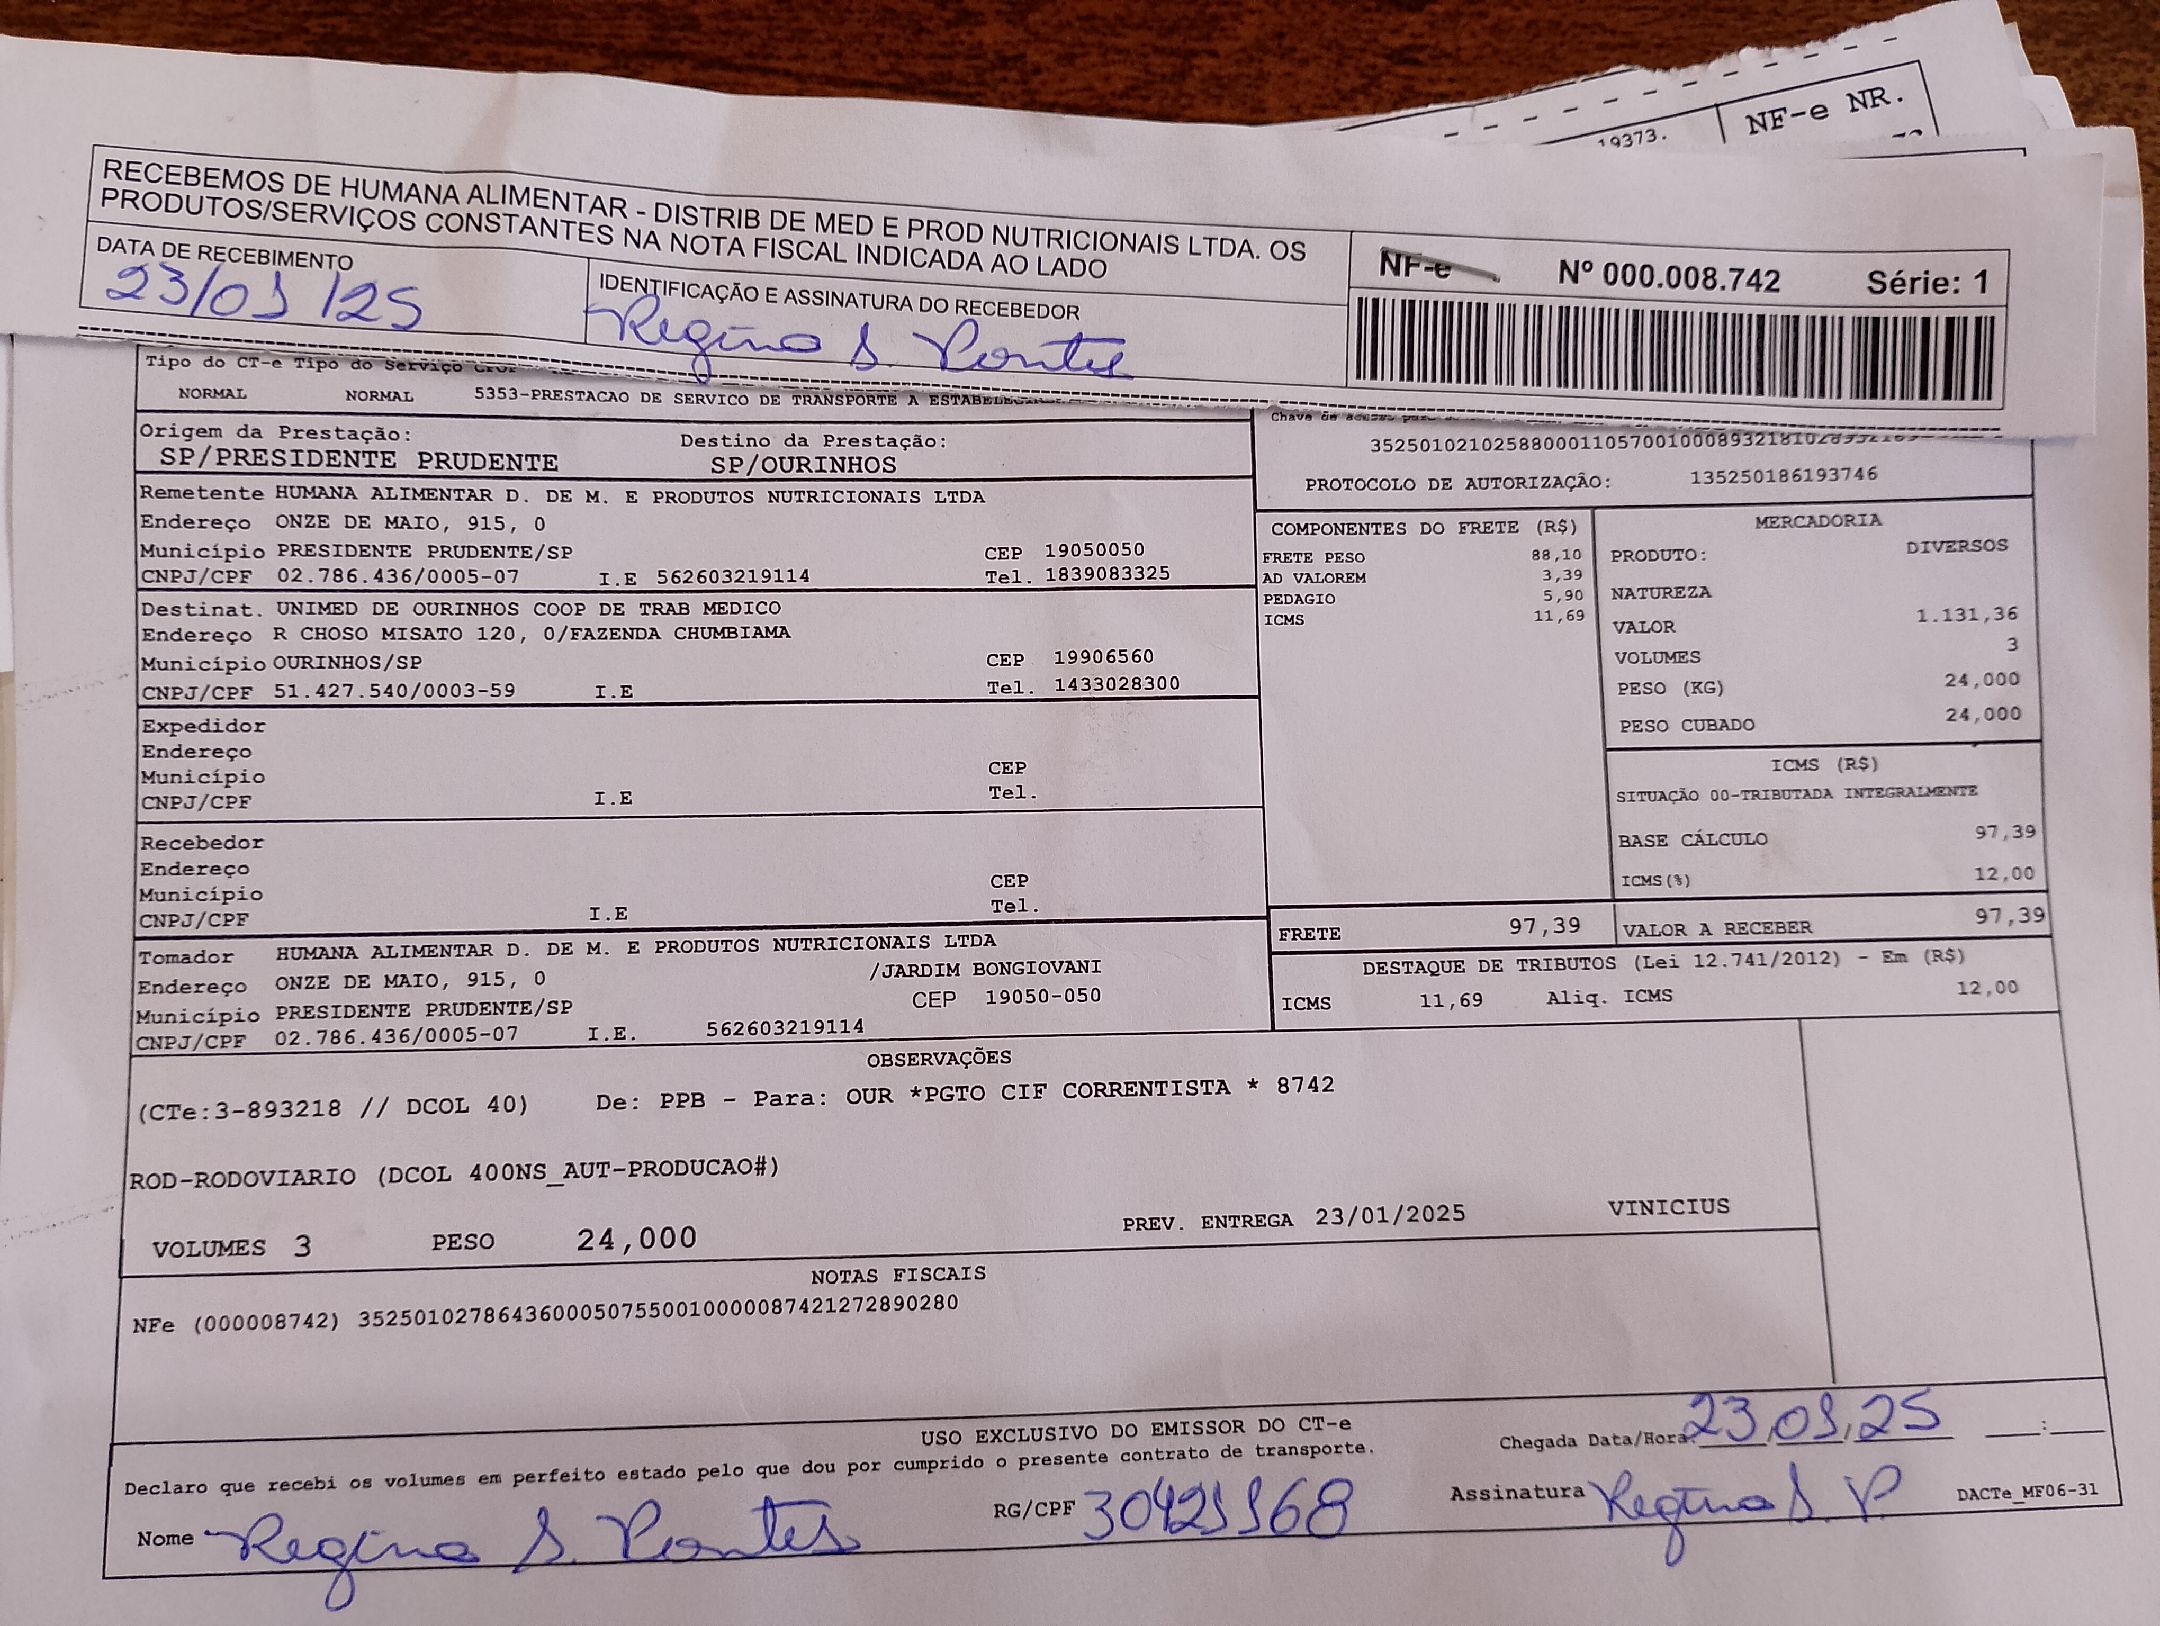 19373.
NF-e NR.
RECEBEMOS DE HUMANA ALIMENTAR - DISTRIB DE MED E PROD NUTRICIONAIS LTDA. OS
PRODUTOS/SERVIÇOS CONSTANTES NA NOTA FISCAL INDICADA AO LADO
DATA DE RECEBIMENTO
23/01/25
IDENTIFICAÇÃO E ASSINATURA DO RECEBEDOR
Regina S. Pontes
NF-e Nº 000.008.742 Série: 1
Tipo do CT-e Tipo do Serviço CFOP
NORMAL NORMAL 5353-PRESTACAO DE SERVICO DE TRANSPORTE A
Origem da Prestação: Destino da Prestação:
SP/PRESIDENTE PRUDENTE SP/OURINHOS
Chave de acesso
PROTOCOLO DE AUTORIZAÇÃO: 135250186193746
Remetente HUMANA ALIMENTAR D. DE M. E PRODUTOS NUTRICIONAIS LTDA
Endereço ONZE DE MAIO, 915, 0
Município PRESIDENTE PRUDENTE/SP CEP 19050050
CNPJ/CPF 02.786.436/0005-07 I.E 562603219114 Tel. 1839083325
Destinat. UNIMED DE OURINHOS COOP DE TRAB MEDICO
Endereço R CHOSO MISATO 120, 0/FAZENDA CHUMBIAMA
Município OURINHOS/SP CEP 19906560
CNPJ/CPF 51.427.540/0003-59 I.E Tel. 1433028300
Expedidor
Endereço
Município CEP
CNPJ/CPF I.E Tel.
Recebedor
Endereço
Município CEP
CNPJ/CPF I.E Tel.
Tomador HUMANA ALIMENTAR D. DE M. E PRODUTOS NUTRICIONAIS LTDA
Endereço ONZE DE MAIO, 915, 0 /JARDIM BONGIOVANI
Município PRESIDENTE PRUDENTE/SP CEP 19050-050
CNPJ/CPF 02.786.436/0005-07 I.E. 562603219114
COMPONENTES DO FRETE (R$)
FRETE PESO 88,10
AD VALOREM 3,39
PEDAGIO 5,90
ICMS 11,69
MERCADORIA
PRODUTO: DIVERSOS
NATUREZA
VALOR 1.131,36
VOLUMES 3
PESO (KG) 24,000
PESO CUBADO 24,000
ICMS (R$)
SITUAÇÃO 00-TRIBUTADA INTEGRALMENTE
BASE CÁLCULO 97,39
ICMS(%) 12,00
FRETE 97,39 VALOR A RECEBER 97,39
DESTAQUE DE TRIBUTOS (Lei 12.741/2012) - Em (R$)
ICMS 11,69 Aliq. ICMS 12,00
OBSERVAÇÕES
(CTe:3-893218 // DCOL 40) De: PPB - Para: OUR *PGTO CIF CORRENTISTA * 8742
ROD-RODOVIARIO (DCOL 400NS_AUT-PRODUCAO#)
VOLUMES 3 PESO 24,000 PREV. ENTREGA 23/01/2025 VINICIUS
NOTAS FISCAIS
NFe (000008742) 35250102786436000507550010000087421272890280
USO EXCLUSIVO DO EMISSOR DO CT-e
Declaro que recebi os volumes em perfeito estado pelo que dou por cumprido o presente contrato de transporte.
Chegada Data/Hora: 23,01,25 :
Nome Regina S. Pontes RG/CPF 30421168 Assinatura Regina S. P. DACTe_MF06-31